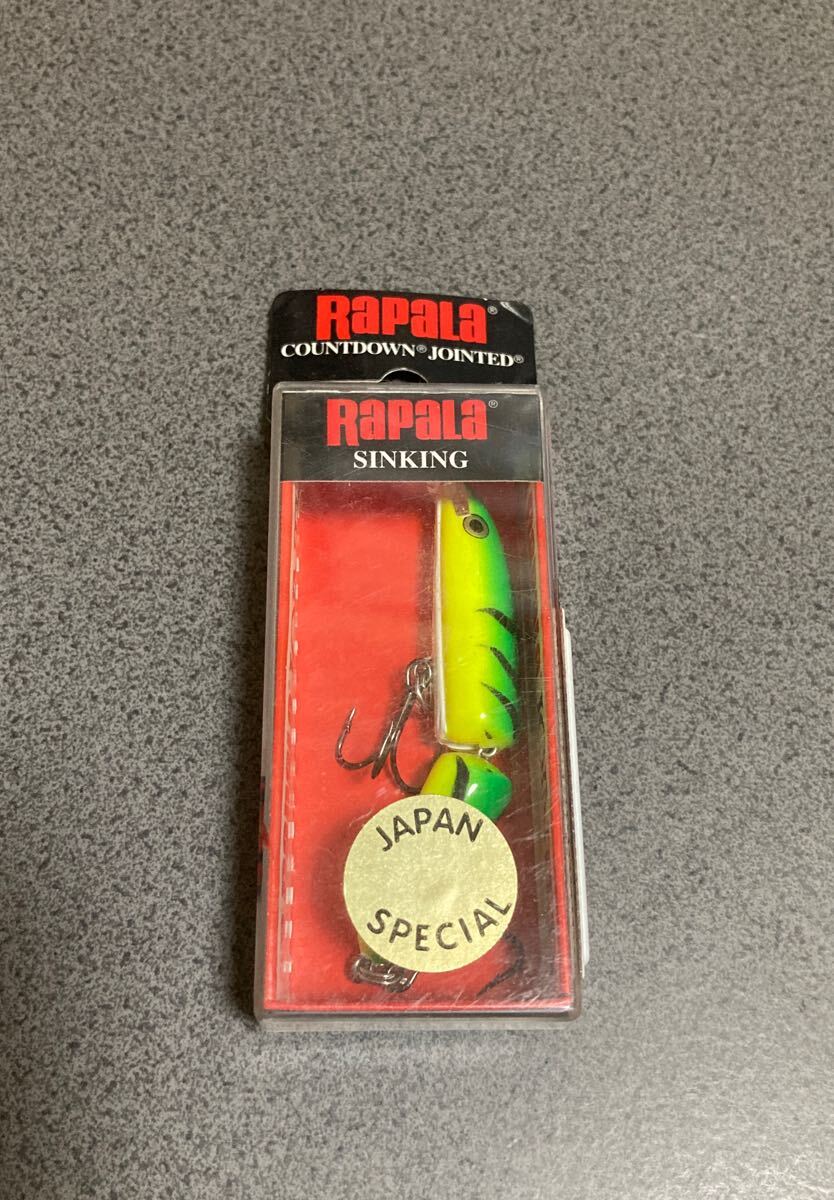 Rapala®
COUNTDOWN® JOINTED®
Rapala®
SINKING
JAPAN
SPECIAL